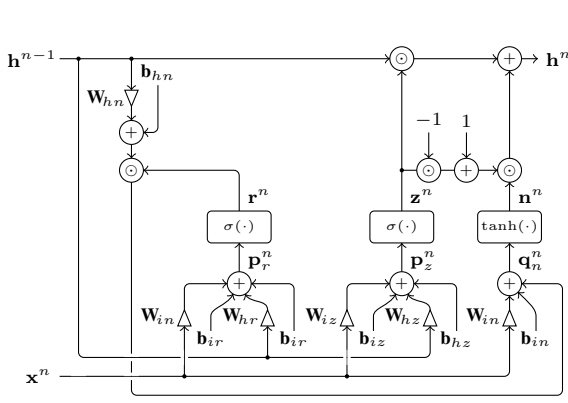 h^{n−1} ⊙ + h^n
b_{hn}
W_{hn}
−1 1
+
⊙ ⊙ + ⊙
r^n z^n n^n
σ(·) σ(·) tanh(·)
p_r^n p_z^n q_n^n
+ + +
W_{in} W_{hr} W_{iz} W_{hz} W_{in}
b_{ir} b_{ir} b_{iz} b_{hz} b_{in}
x^n